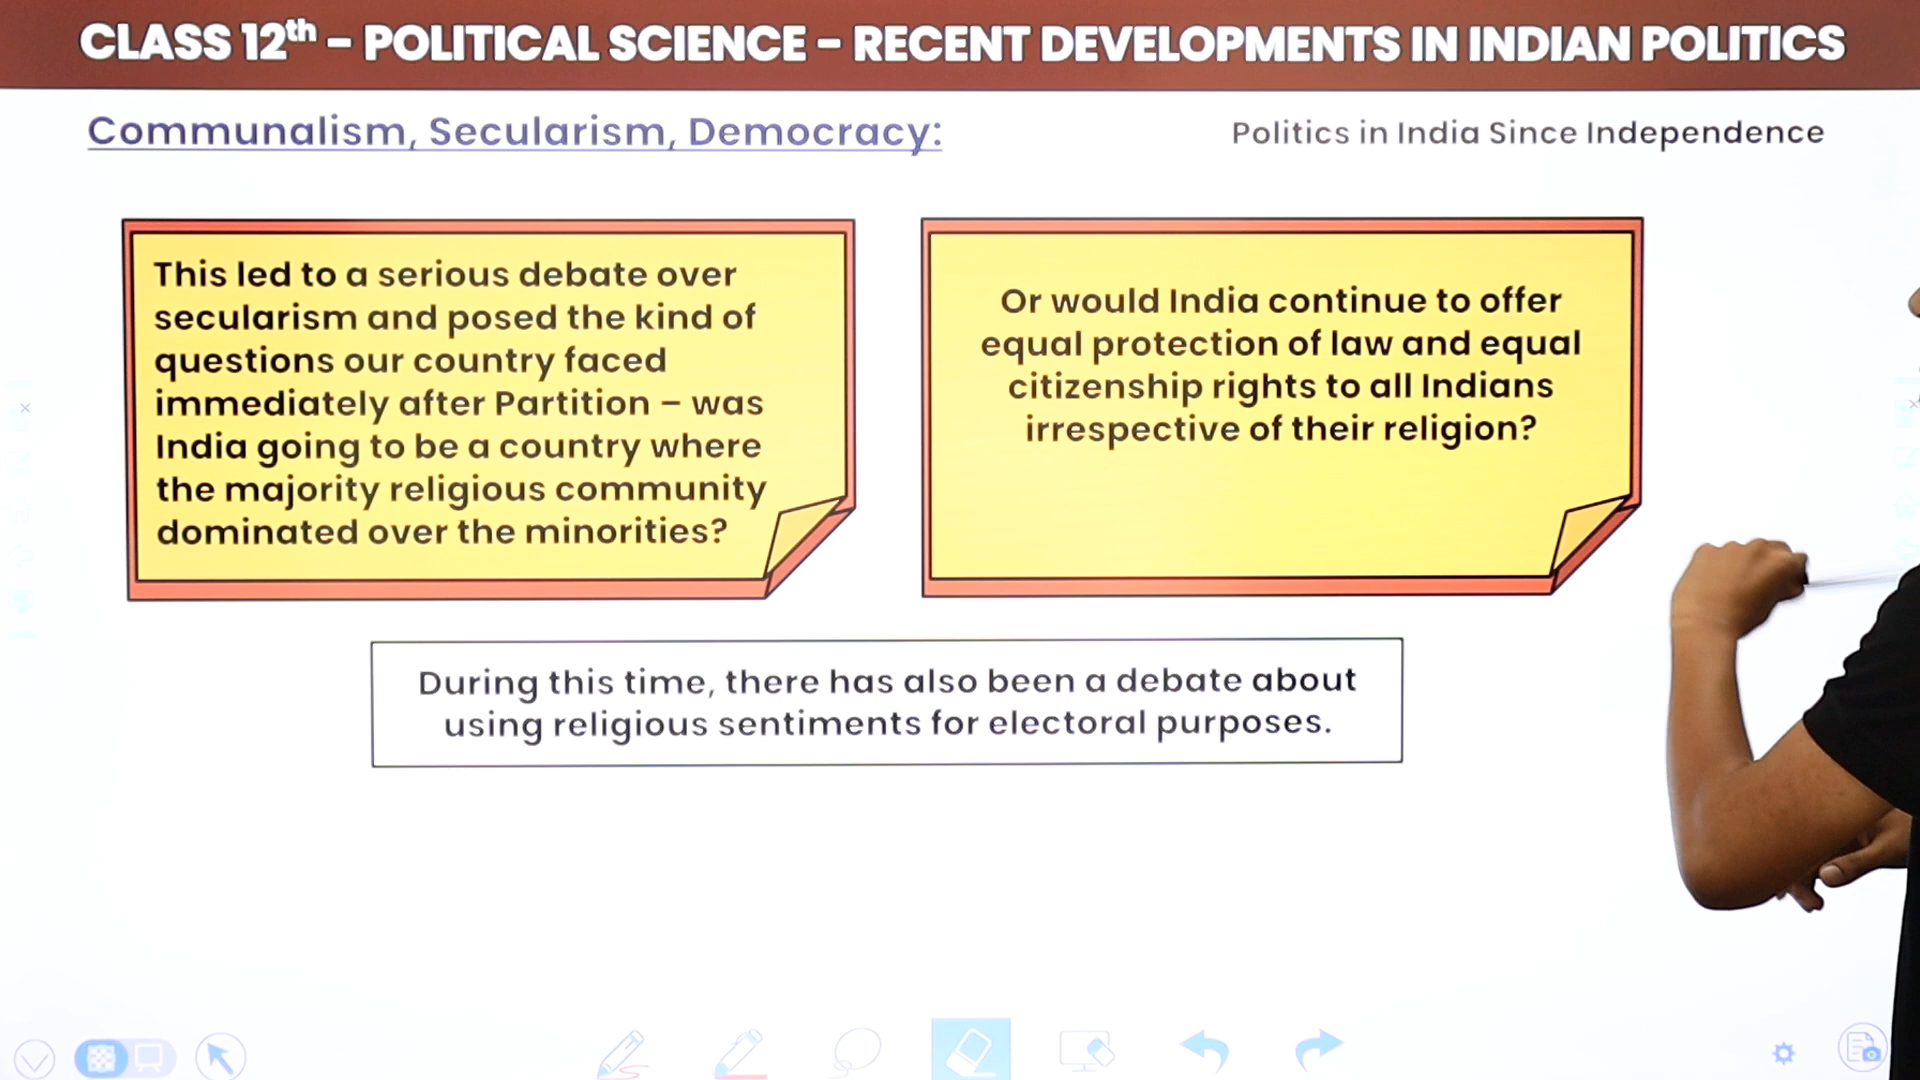 CLASS 12th – POLITICAL SCIENCE – RECENT DEVELOPMENTS IN INDIAN POLITICS
Communalism, Secularism, Democracy:
Politics in India Since Independence
This led to a serious debate over
secularism and posed the kind of
questions our country faced
immediately after Partition – was
India going to be a country where
the majority religious community
dominated over the minorities?
Or would India continue to offer
equal protection of law and equal
citizenship rights to all Indians
irrespective of their religion?
During this time, there has also been a debate about
using religious sentiments for electoral purposes.